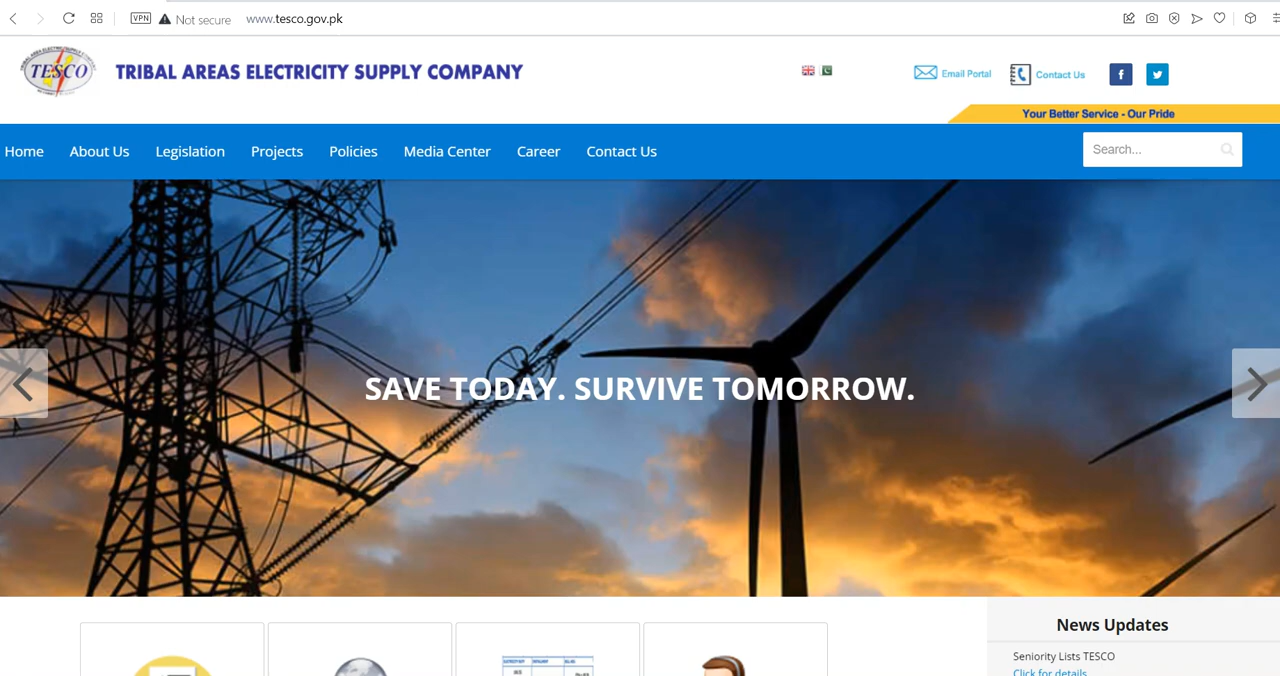 VPN Not secure www.tesco.gov.pk
TESCO
TRIBAL AREAS ELECTRICITY SUPPLY COMPANY
Email Portal
Contact Us
Your Better Service - Our Pride
Home About Us Legislation Projects Policies Media Center Career Contact Us
Search...
SAVE TODAY. SURVIVE TOMORROW.
News Updates
Seniority Lists TESCO
Click for details